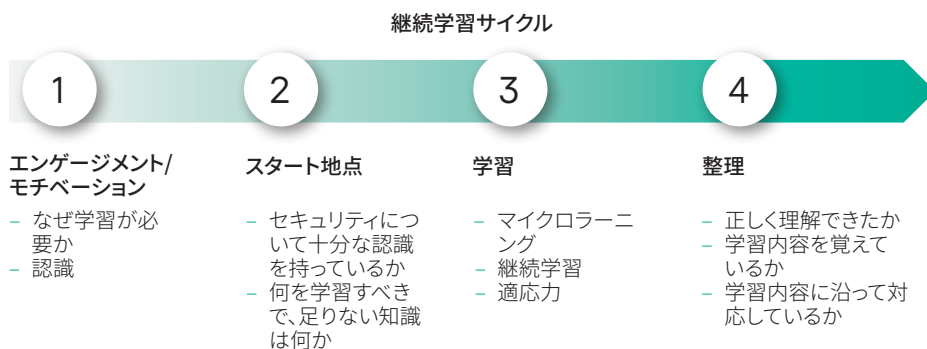 継続学習サイクル
1
2
3
4
エンゲージメント/
モチベーション
– なぜ学習が必
要か
– 認識
スタート地点
– セキュリティにつ
いて十分な認識
を持っているか
– 何を学習すべき
で、足りない知識
は何か
学習
– マイクロラーニ
ング
– 継続学習
– 適応力
整理
– 正しく理解できたか
– 学習内容を覚えて
いるか
– 学習内容に沿って対
応しているか